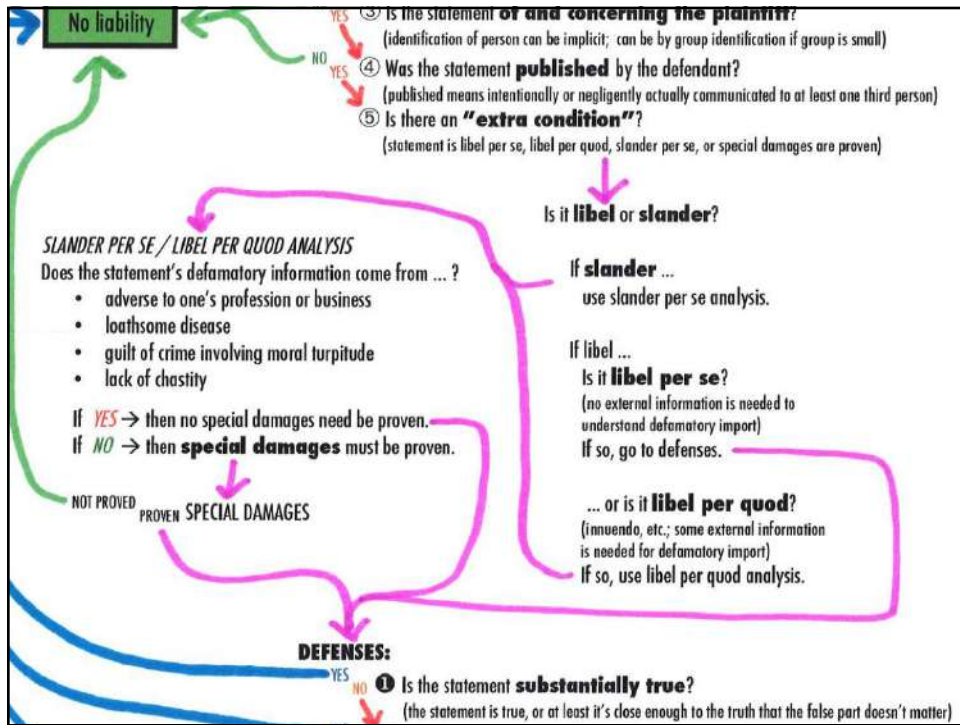 No liability
YES ③ Is the statement of and concerning the plaintiff?
(identification of person can be implicit; can be by group identification if group is small)
NO YES ④ Was the statement published by the defendant?
(published means intentionally or negligently actually communicated to at least one third person)
⑤ Is there an "extra condition"?
(statement is libel per se, libel per quod, slander per se, or special damages are proven)
Is it libel or slander?
If slander ...
use slander per se analysis.
If libel ...
Is it libel per se?
(no external information is needed to
understand defamatory import)
If so, go to defenses.
... or is it libel per quod?
(innuendo, etc.; some external information
is needed for defamatory import)
If so, use libel per quod analysis.
SLANDER PER SE / LIBEL PER QUOD ANALYSIS
Does the statement's defamatory information come from ... ?
• adverse to one's profession or business
• loathsome disease
• guilt of crime involving moral turpitude
• lack of chastity
If YES → then no special damages need be proven.
If NO → then special damages must be proven.
NOT PROVED PROVEN SPECIAL DAMAGES
DEFENSES:
YES NO ❶ Is the statement substantially true?
(the statement is true, or at least it's close enough to the truth that the false part doesn't matter)